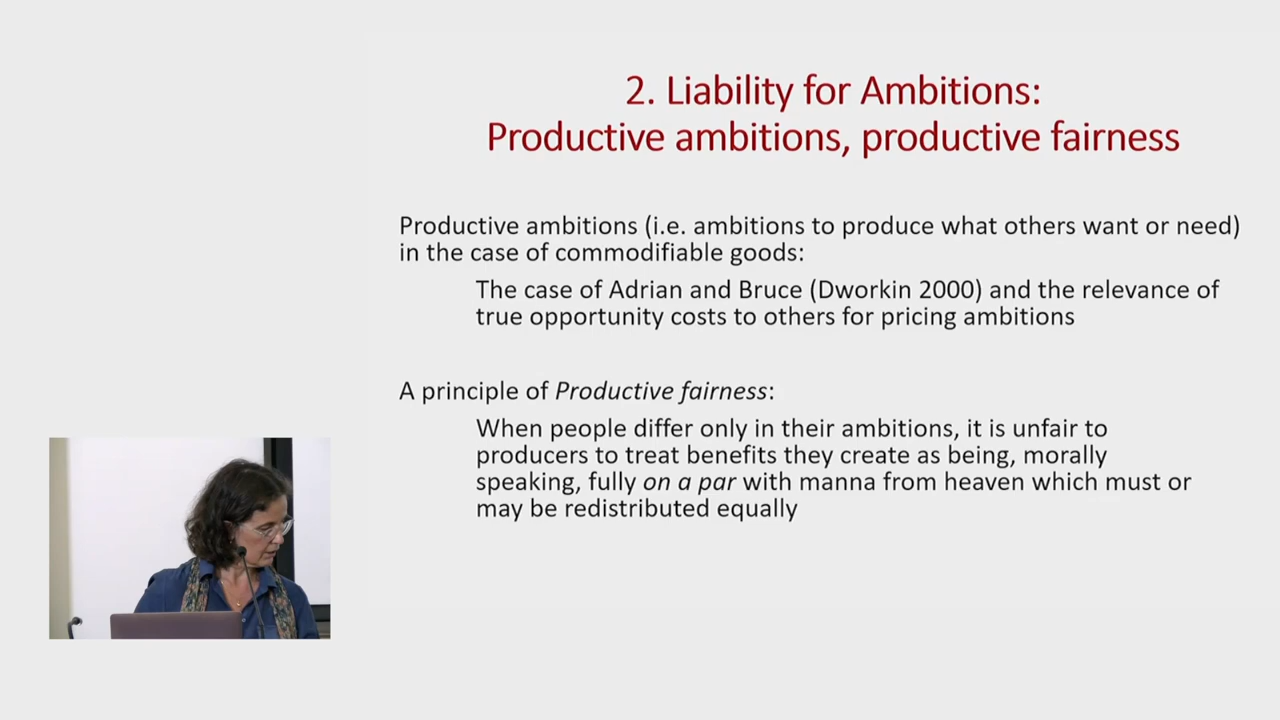 2. Liability for Ambitions:
Productive ambitions, productive fairness
Productive ambitions (i.e. ambitions to produce what others want or need)
in the case of commodifiable goods:
The case of Adrian and Bruce (Dworkin 2000) and the relevance of
true opportunity costs to others for pricing ambitions
A principle of Productive fairness:
When people differ only in their ambitions, it is unfair to
producers to treat benefits they create as being, morally
speaking, fully on a par with manna from heaven which must or
may be redistributed equally